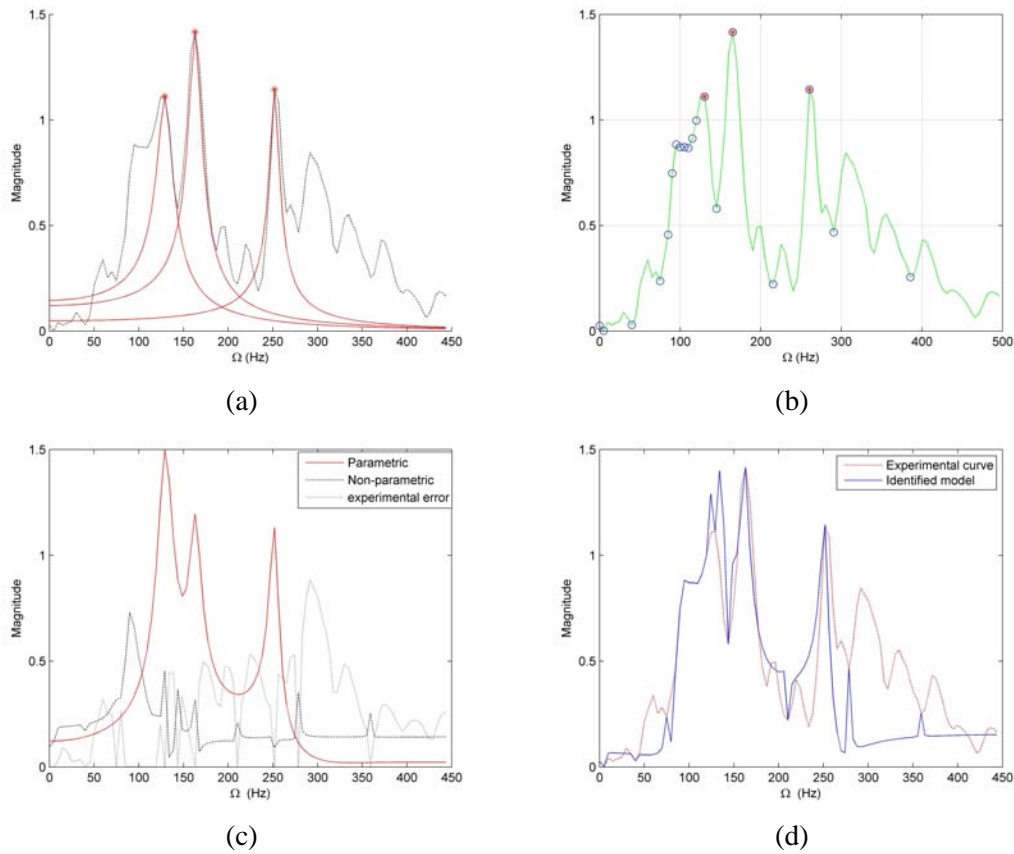 1.5
1
0.5
0
Magnitude
0 50 100 150 200 250 300 350 400 450
Ω (Hz)
(a)
1.5
1
0.5
0
Magnitude
0 100 200 300 400 500
Ω (Hz)
(b)
1.5
1
0.5
0
Magnitude
Parametric
Non-parametric
experimental error
0 50 100 150 200 250 300 350 400 450
Ω (Hz)
(c)
1.5
1
0.5
0
Magnitude
Experimental curve
Identified model
0 50 100 150 200 250 300 350 400 450
Ω (Hz)
(d)